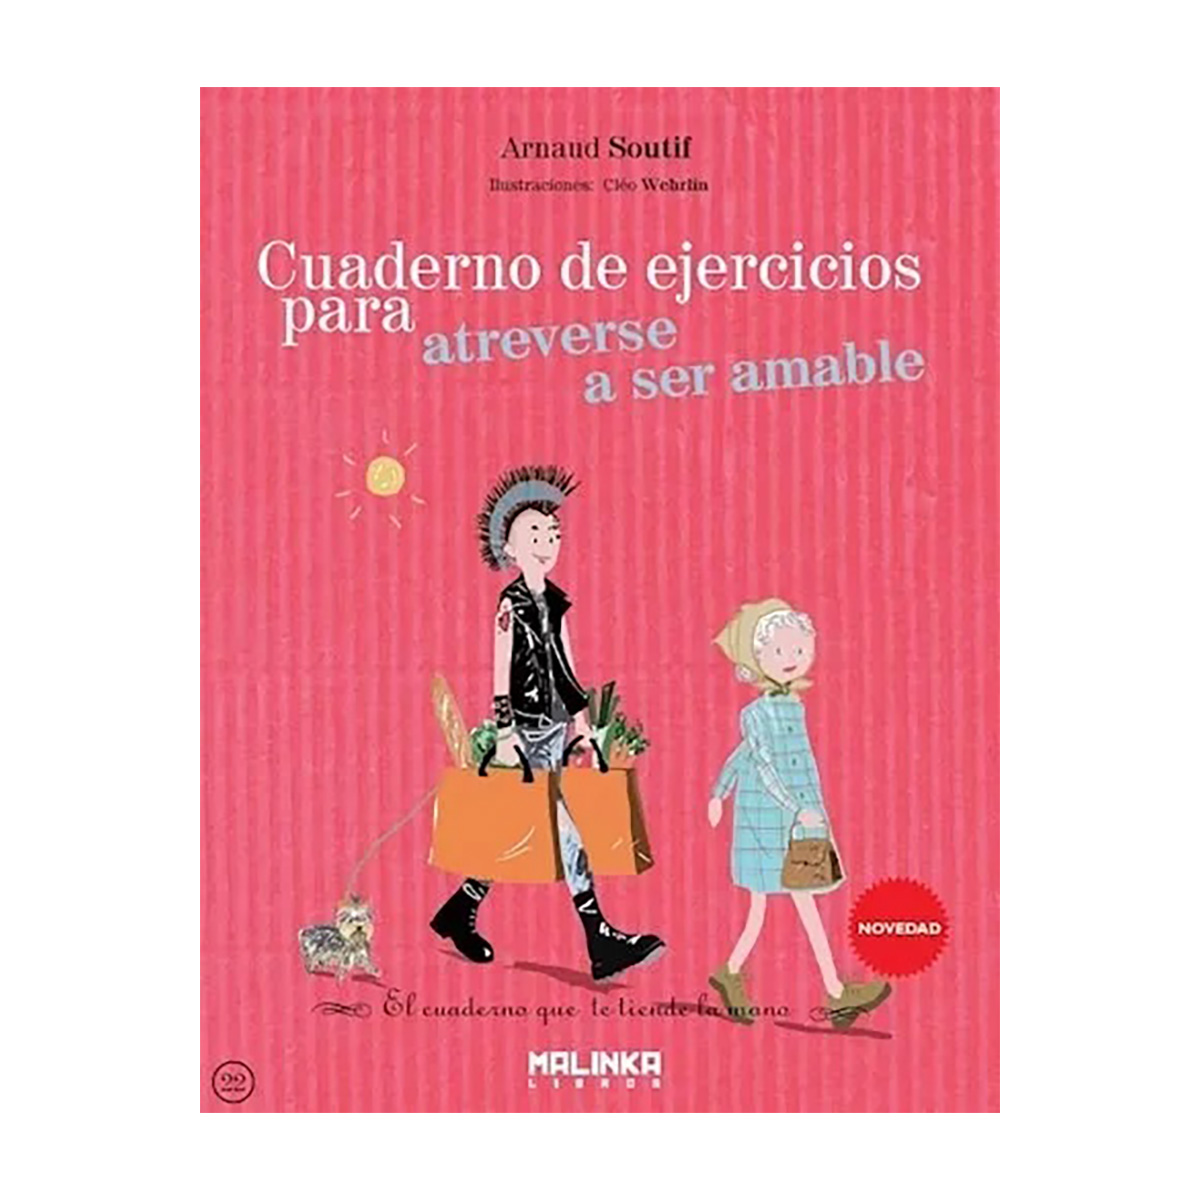 Arnaud Soutif
Ilustraciones: Cléo Wehrlin
Cuaderno de ejercicios
para
atreverse
a ser amable
NOVEDAD
El cuaderno que te tiende la mano
MALINKA
LIBROS
22